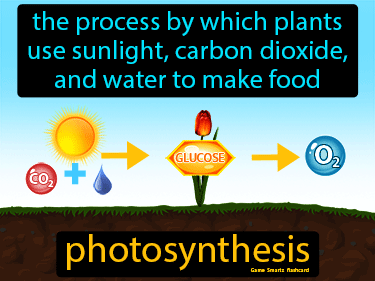 the process by which plants
use sunlight, carbon dioxide,
and water to make food
CO2
GLUCOSE
O2
photosynthesis
Game Smartz flashcard